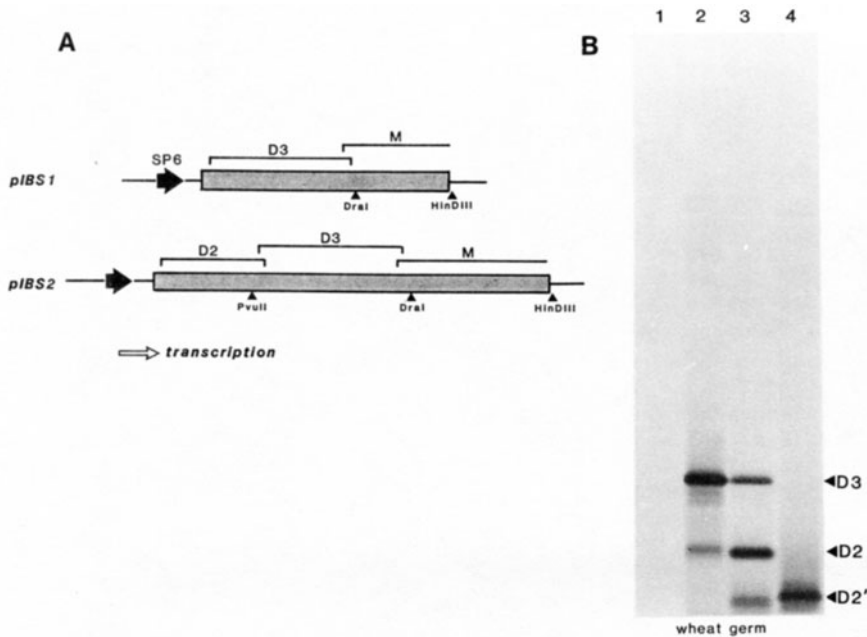 A
SP6
D3
M
pIBS1
DraI
HinDIII
D2
D3
M
pIBS2
PvuII
DraI
HinDIII
transcription
B
1 2 3 4
D3
D2
D2'
wheat germ